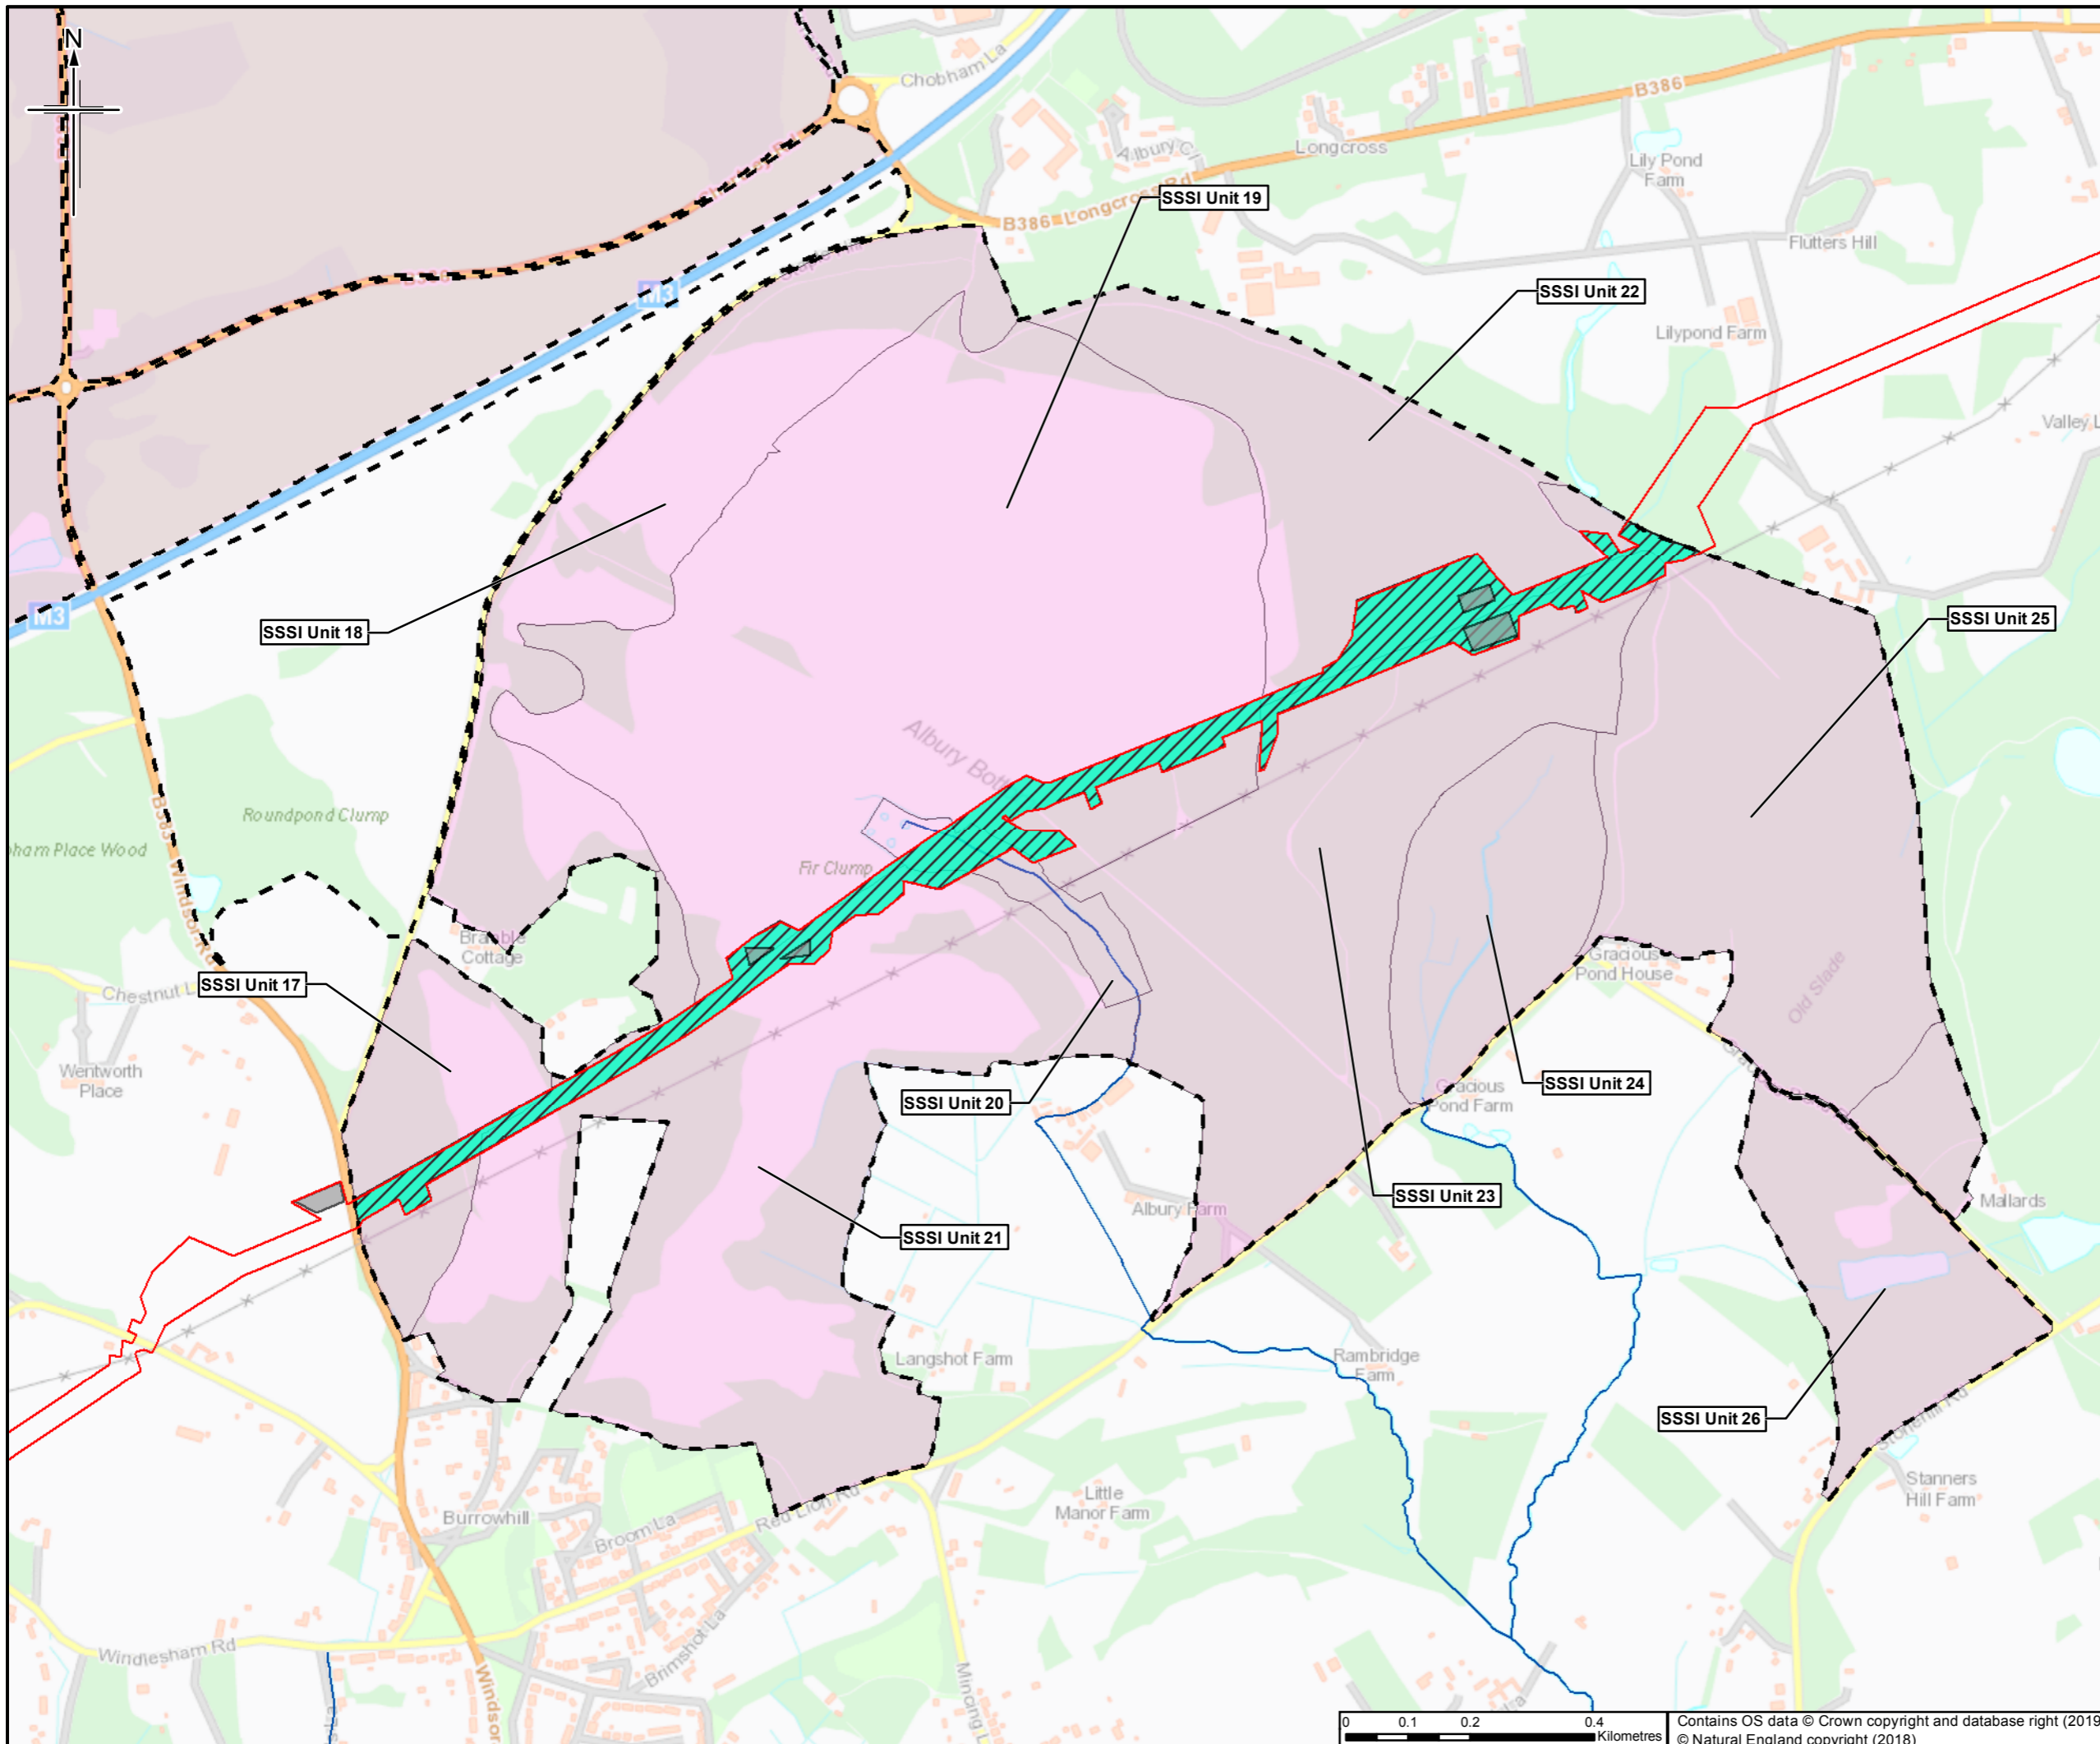 N
Chobham La
B386
Albury Cl
Longcross
Lily Pond
Farm
SSSI Unit 19
B386 Longcross Rd
Flutters Hill
M3
SSSI Unit 22
Lilypond Farm
Valley L
M3
SSSI Unit 18
SSSI Unit 25
Albury Bott
Roundpond Clump
B383 Windsor Rd
ham Place Wood
Fir Clump
Bramble
Cottage
Gracious
Pond House
SSSI Unit 17
Chestnut L
Old Slade
Wentworth
Place
SSSI Unit 20
SSSI Unit 24
Gracious
Pond Farm
SSSI Unit 23
Albury Farm
Mallards
SSSI Unit 21
Langshot Farm
Rambridge
Farm
SSSI Unit 26
Stonehill Rd
Stanners
Hill Farm
Little
Manor Farm
Burrowhill
Broom La
Red Lion Rd
Windlesham Rd
Brimshot La
Mincing L
Windsor
0 0.1 0.2 0.4
Kilometres
Contains OS data © Crown copyright and database right (2019
© Natural England copyright (2018)